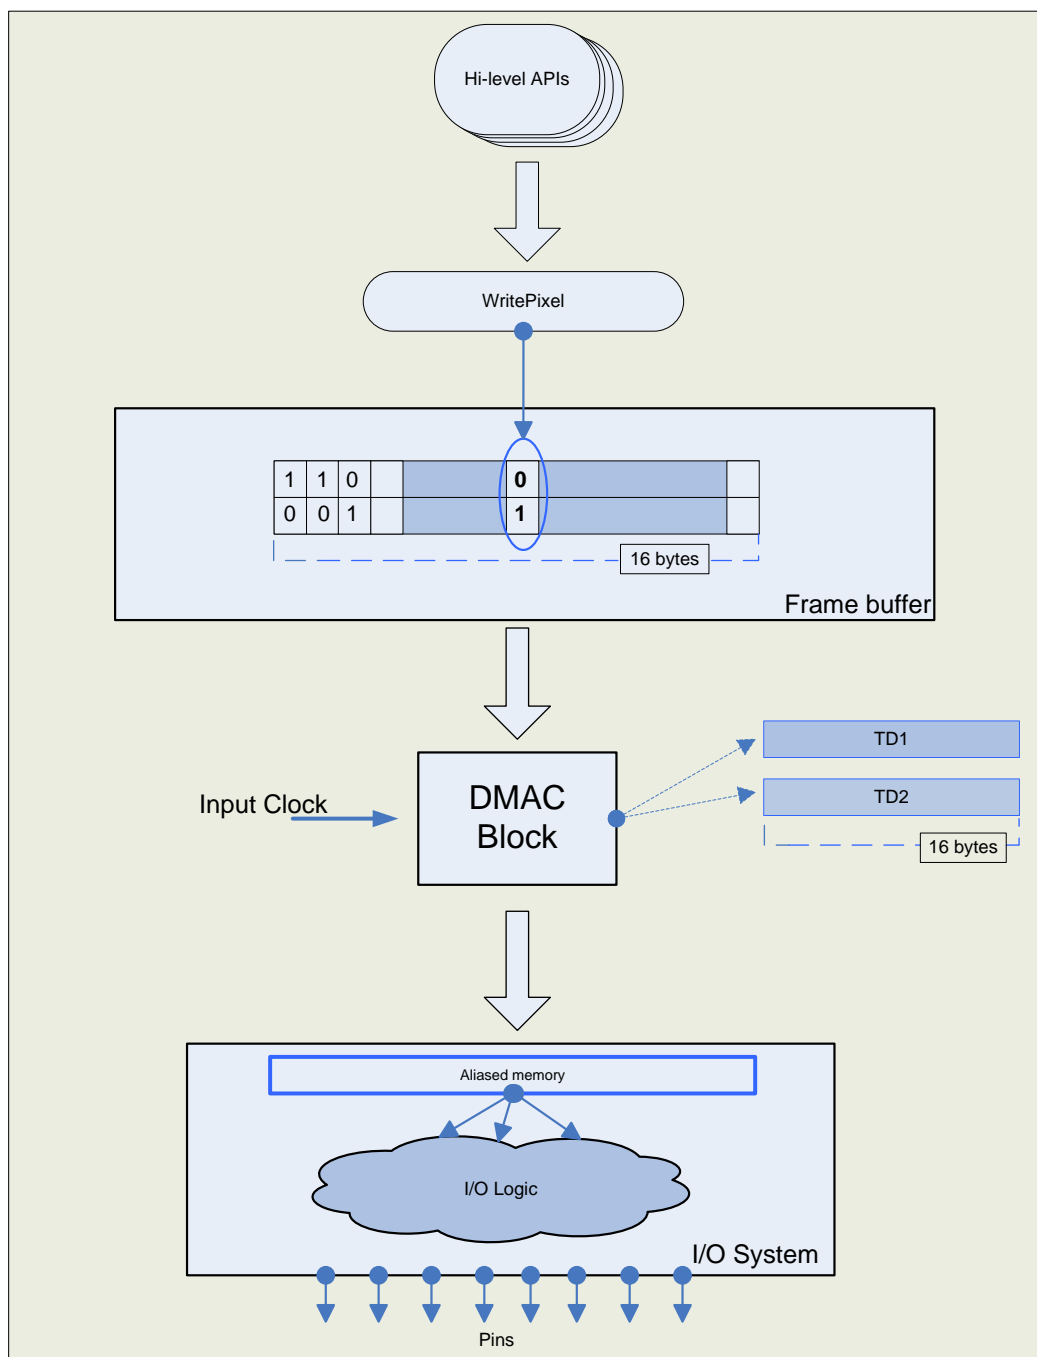 Hi-level APIs
WritePixel
1 1 0 0
0 0 1 1
16 bytes
Frame buffer
TD1
Input Clock
DMAC
Block
TD2
16 bytes
Aliased memory
I/O Logic
I/O System
Pins